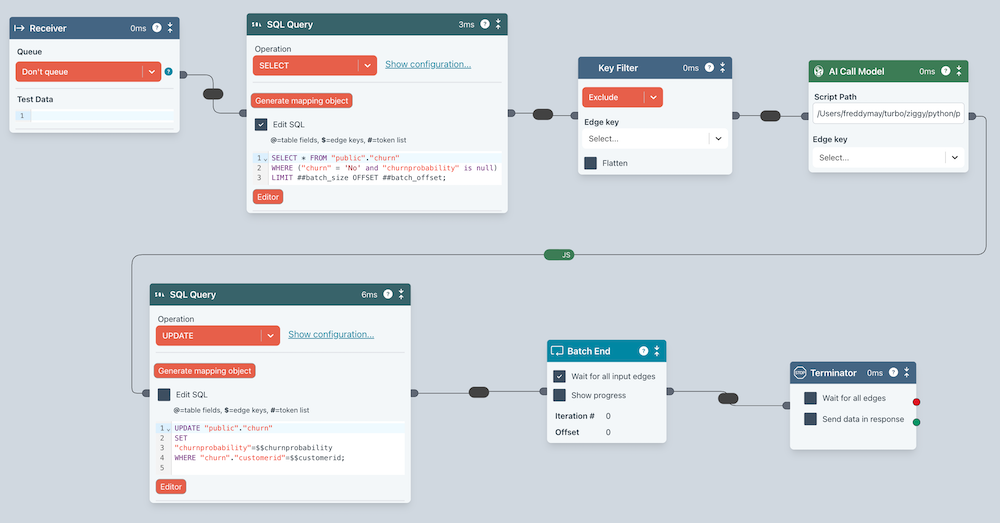 Receiver 0ms ?
Queue
Don't queue ?
Test Data
1
SQL SQL Query 3ms ?
Operation
SELECT Show configuration...
Generate mapping object
Edit SQL
@=table fields, $=edge keys, #=token list
1 SELECT * FROM "public"."churn"
2 WHERE ("churn" = 'No' and "churnprobability" is null)
3 LIMIT ##batch_size OFFSET ##batch_offset;
Editor
Key Filter 0ms ?
Exclude
Edge key
Select...
Flatten
AI Call Model 0ms ?
Script Path
/Users/freddymay/turbo/ziggy/python/p
Edge key
Select...
JS
SQL SQL Query 6ms ?
Operation
UPDATE Show configuration...
Generate mapping object
Edit SQL
@=table fields, $=edge keys, #=token list
1 UPDATE "public"."churn"
2 SET
3 "churnprobability"=$$churnprobability
4 WHERE "churn"."customerid"=$$customerid;
5
Editor
Batch End ?
Wait for all input edges
Show progress
Iteration # 0
Offset 0
STOP Terminator 0ms ?
Wait for all edges
Send data in response